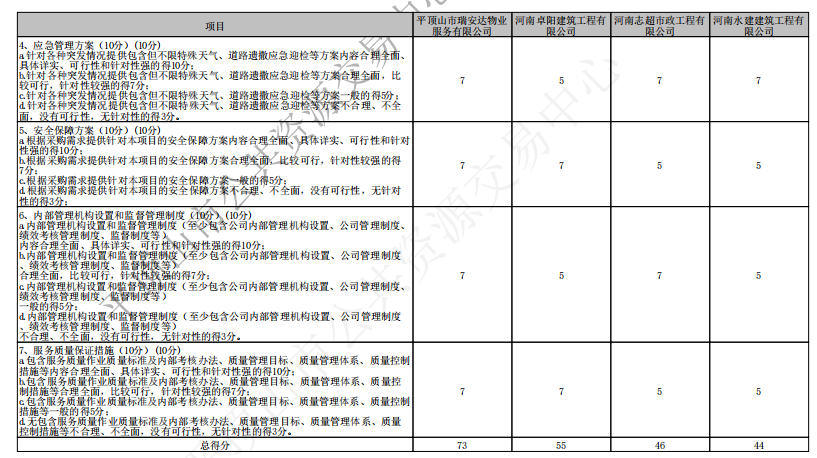 项目
平顶山市瑞安达物业
服务有限公司
河南卓阳建筑工程有
限公司
河南志超市政工程有
限公司
河南水建建筑工程有
限公司
4、应急管理方案（10分）(10分)
a.针对各种突发情况提供包含但不限特殊天气、道路遗撒应急迎检等方案内容合理全面、
具体详实、可行性和针对性强的得10分；
b.针对各种突发情况提供包含但不限特殊天气、道路遗撒应急迎检等方案合理全面，比
较可行，针对性较强的得7分；
c.针对各种突发情况提供包含但不限特殊天气、道路遗撒应急迎检等方案一般的得5分；
d.针对各种突发情况提供包含但不限特殊天气、道路遗撒应急迎检等方案不合理、不全
面，没有可行性，无针对性的得3分。
7
5
7
7
5、安全保障方案（10分）(10分)
a.根据采购需求提供针对本项目的安全保障方案内容合理全面、具体详实、可行性和针对
性强的得10分；
b.根据采购需求提供针对本项目的安全保障方案合理全面，比较可行，针对性较强的得
7分；
c.根据采购需求提供针对本项目的安全保障方案一般的得5分；
d.根据采购需求提供针对本项目的安全保障方案不合理、不全面，没有可行性，无针对
性的得3分；
7
7
5
5
6、内部管理机构设置和监督管理制度（10分）(10分)
a.内部管理机构设置和监督管理制度（至少包含公司内部管理机构设置、公司管理制度、
绩效考核管理制度、监督制度等）
内容合理全面、具体详实、可行性和针对性强的得10分；
b.内部管理机构设置和监督管理制度（至少包含公司内部管理机构设置、公司管理制度
、绩效考核管理制度、监督制度等）
合理全面，比较可行，针对性较强的得7分；
c.内部管理机构设置和监督管理制度（至少包含公司内部管理机构设置、公司管理制度、
绩效考核管理制度、监督制度等）
一般的得5分；
d.内部管理机构设置和监督管理制度（至少包含公司内部管理机构设置、公司管理制度
、绩效考核管理制度、监督制度等）
不合理、不全面，没有可行性，无针对性的得3分。
7
5
7
5
7、服务质量保证措施（10分）(10分)
a.包含服务质量作业质量标准及内部考核办法、质量管理目标、质量管理体系、质量控制
措施等内容合理全面、具体详实、可行性和针对性强的得10分；
b.包含服务质量作业质量标准及内部考核办法、质量管理目标、质量管理体系、质量控
制措施等合理全面，比较可行，针对性较强的得7分；
c.包含服务质量作业质量标准及内部考核办法、质量管理目标、质量管理体系、质量控制
措施等一般的得5分；
d.无包含服务质量作业质量标准及内部考核办法、质量管理目标、质量管理体系、质量
控制措施等不合理、不全面，没有可行性，无针对性的得3分。
7
7
5
5
总得分
73
55
46
44
平顶山市公共资源交易中心